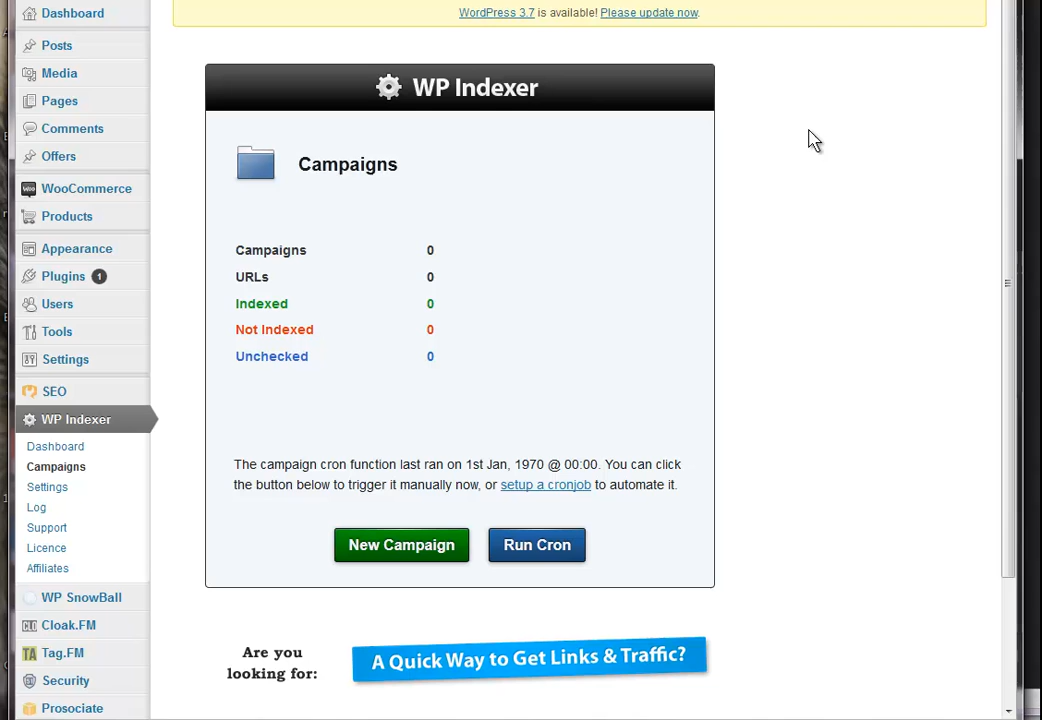 Dashboard
WordPress 3.7 is available! Please update now.
Posts
Media
Pages
Comments
Offers
WooCommerce
Products
Appearance
Plugins 1
Users
Tools
Settings
SEO
WP Indexer
Dashboard
Campaigns
Settings
Log
Support
Licence
Affiliates
WP SnowBall
Cloak.FM
Tag.FM
Security
Prosociate
WP Indexer
Campaigns
Campaigns 0
URLs 0
Indexed 0
Not Indexed 0
Unchecked 0
The campaign cron function last ran on 1st Jan, 1970 @ 00:00. You can click
the button below to trigger it manually now, or setup a cronjob to automate it.
New Campaign Run Cron
Are you
looking for:
A Quick Way to Get Links & Traffic?